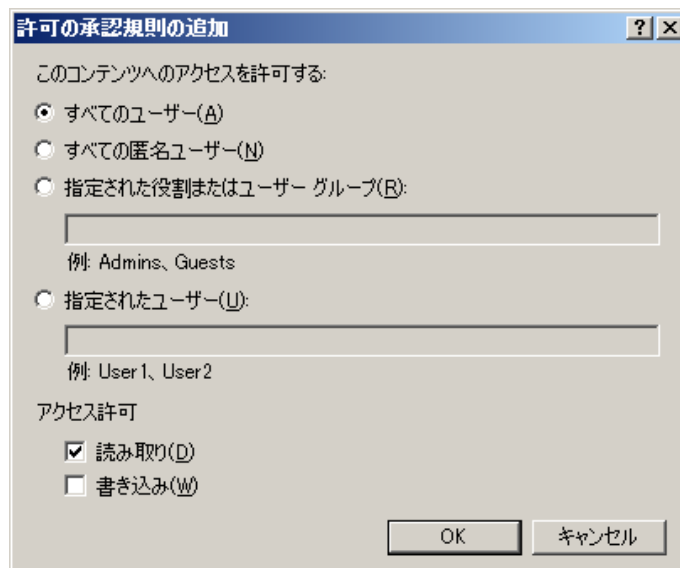 許可の承認規則の追加
このコンテンツへのアクセスを許可する:
すべてのユーザー(A)
すべての匿名ユーザー(N)
指定された役割またはユーザー グループ(R):
例: Admins、Guests
指定されたユーザー(U):
例: User1、User2
アクセス許可
読み取り(D)
書き込み(W)
OK キャンセル